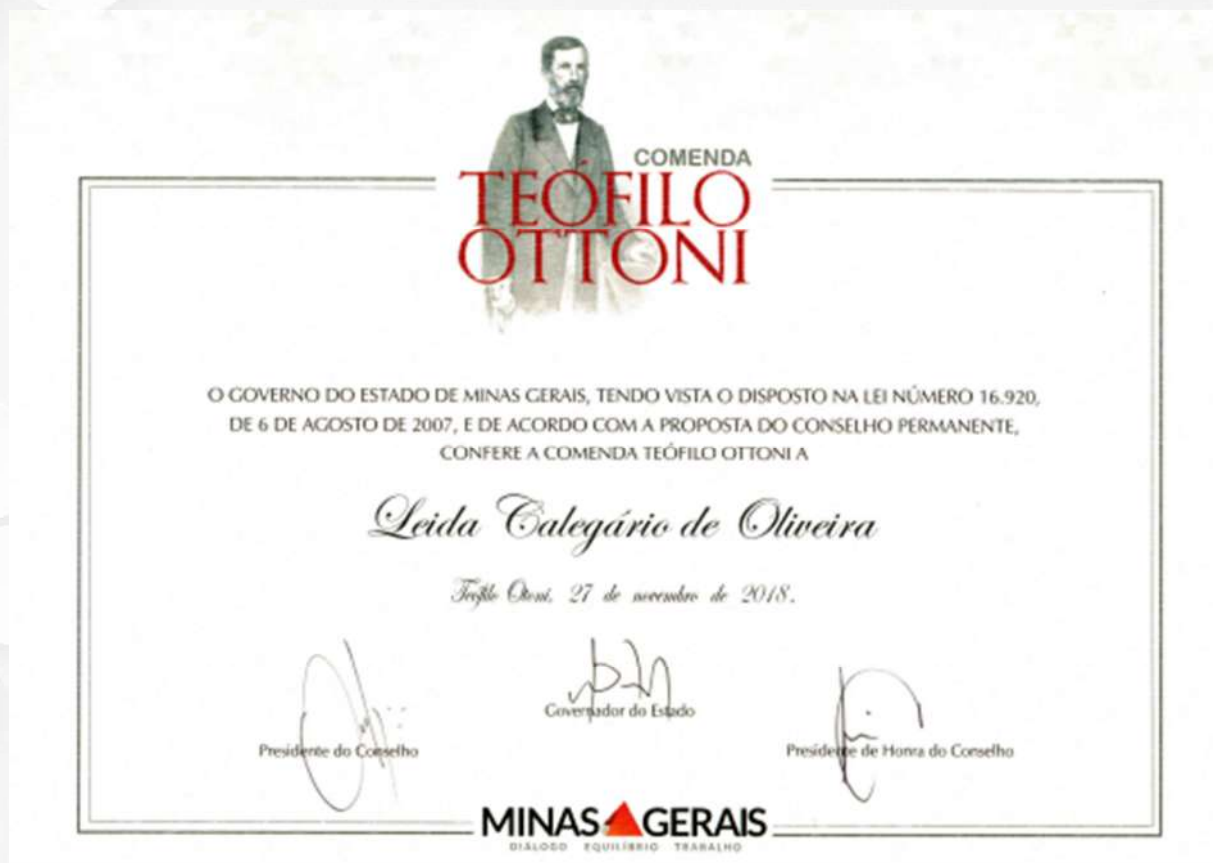 COMENDA
TEÓFILO
OTTONI
O GOVERNO DO ESTADO DE MINAS GERAIS, TENDO VISTA O DISPOSTO NA LEI NÚMERO 16.920,
DE 6 DE AGOSTO DE 2007, E DE ACORDO COM A PROPOSTA DO CONSELHO PERMANENTE,
CONFERE A COMENDA TEÓFILO OTTONI A
Leida Calegário de Oliveira
Teófilo Otoni, 27 de novembro de 2018.
Governador do Estado
Presidente do Conselho
Presidente de Honra do Conselho
MINAS GERAIS
DIÁLOGO EQUILÍBRIO TRABALHO